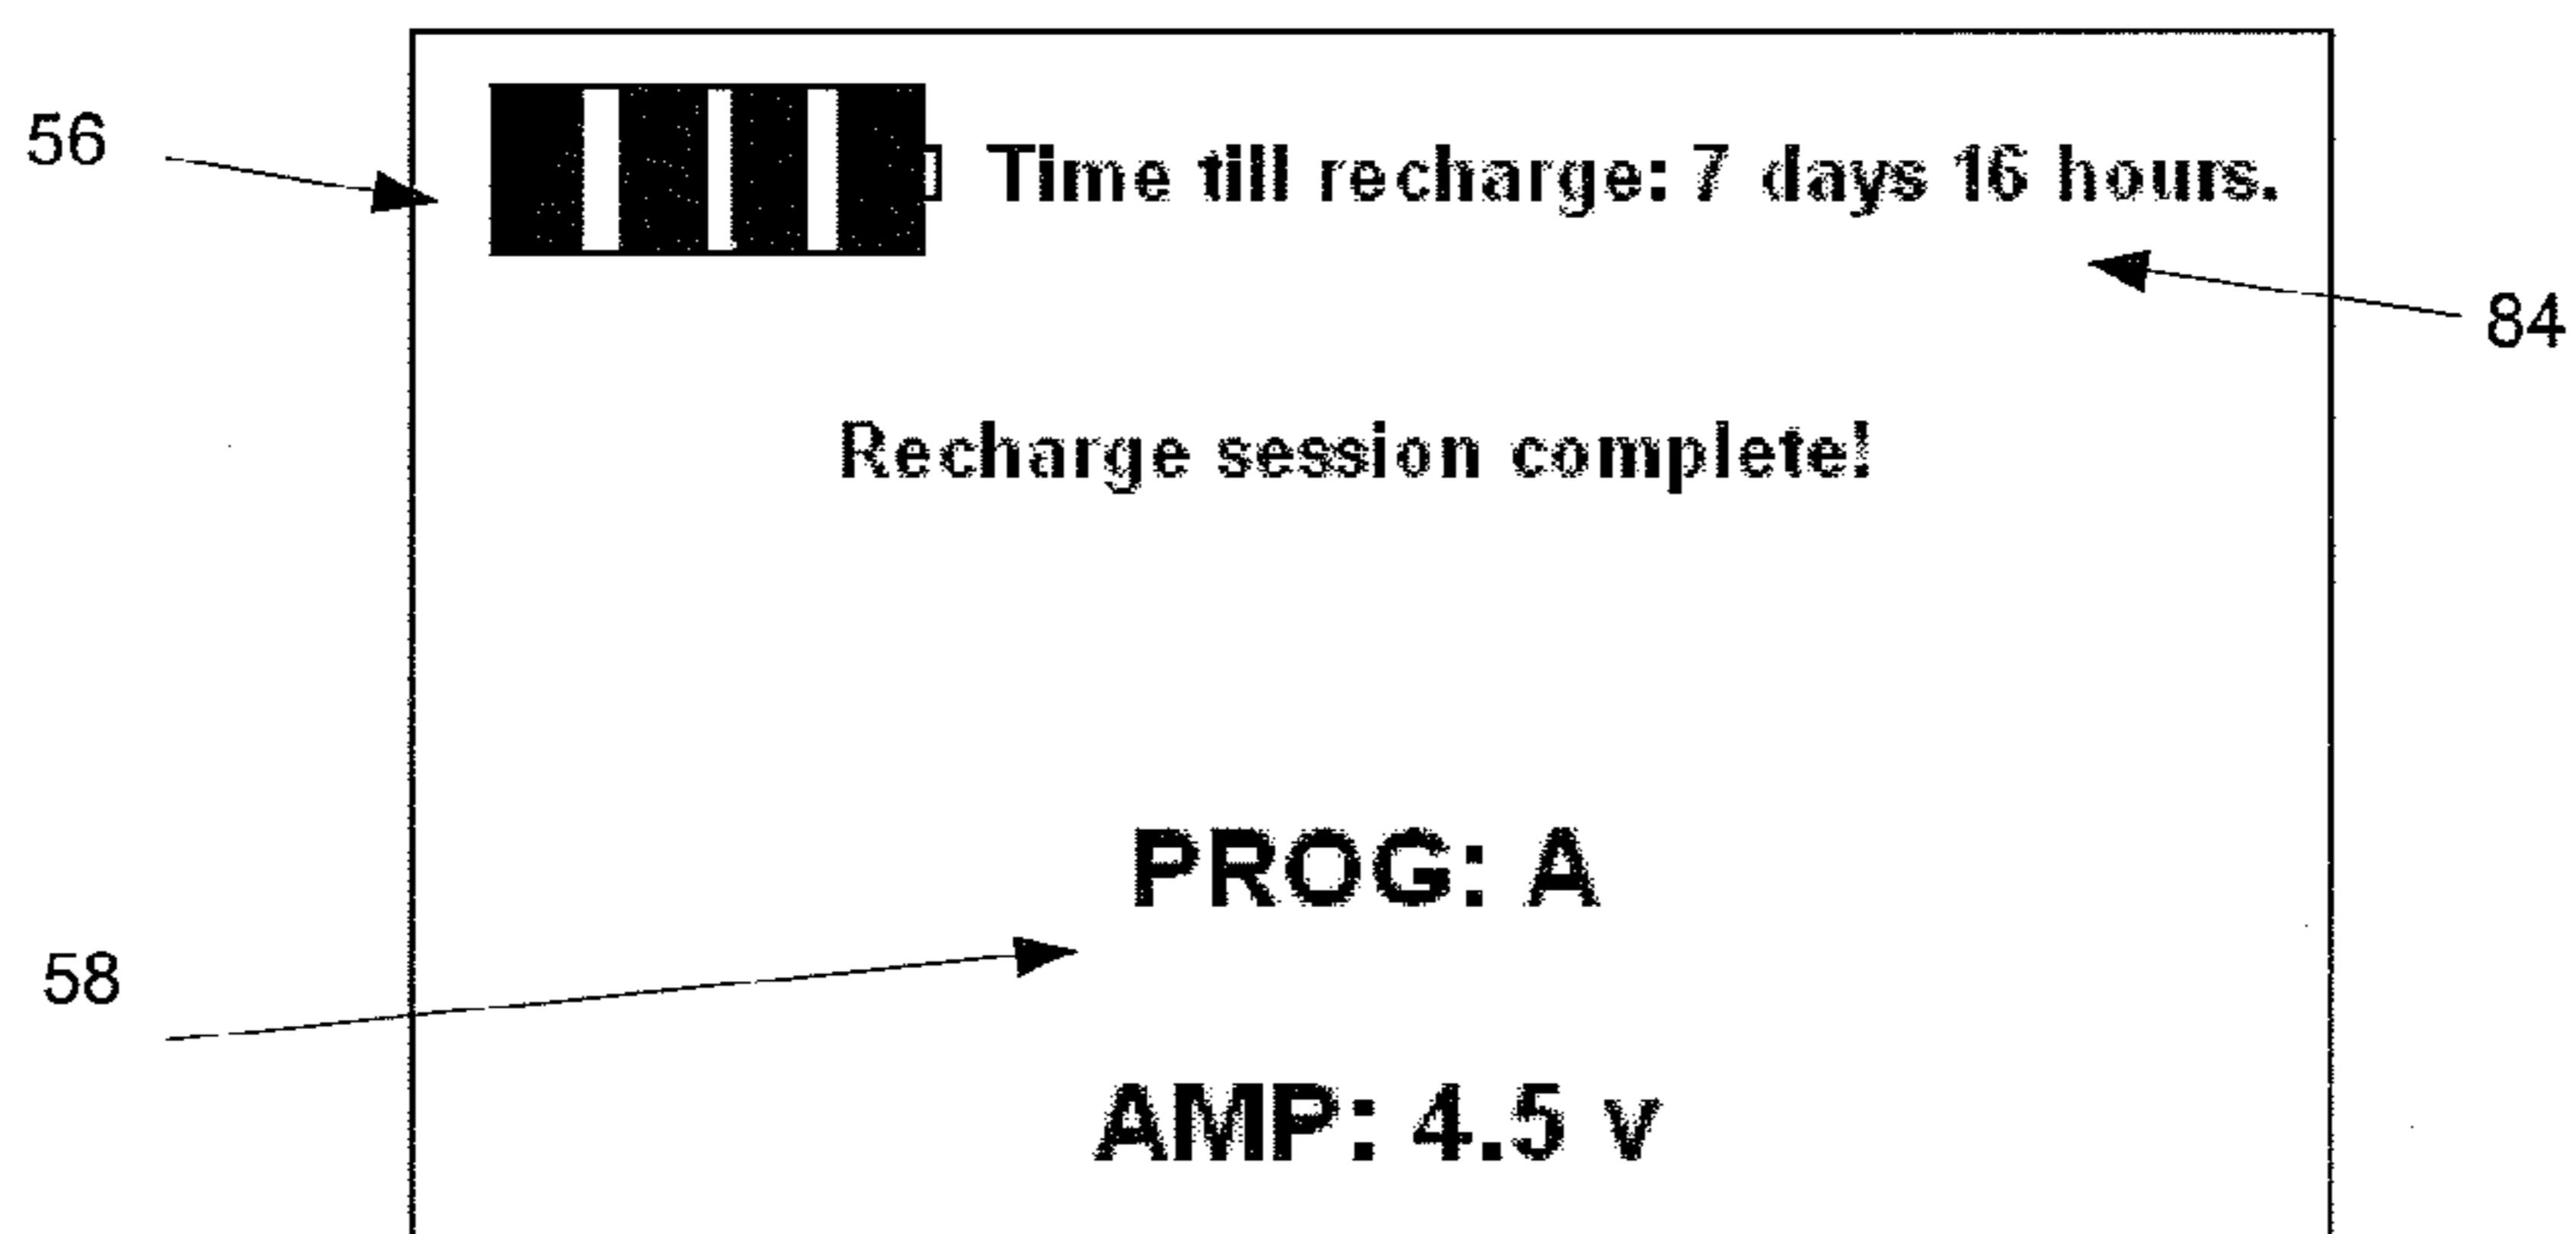 56
Time till recharge: 7 days 16 hours.
84
Recharge session complete!
PROG: A
58
AMP: 4.5 v